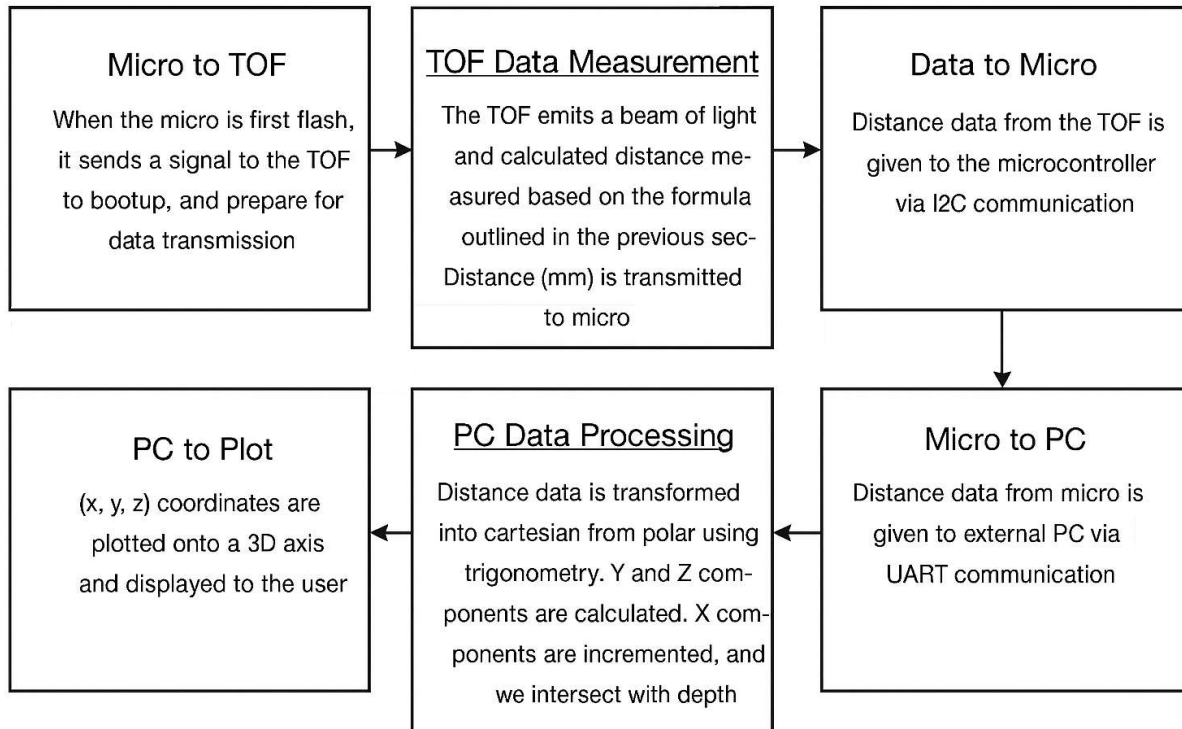 Micro to TOF
When the micro is first flash,
it sends a signal to the TOF
to bootup, and prepare for
data transmission
TOF Data Measurement
The TOF emits a beam of light
and calculated distance me-
asured based on the formula
outlined in the previous sec-
Distance (mm) is transmitted
to micro
Data to Micro
Distance data from the TOF is
given to the microcontroller
via I2C communication
Micro to PC
Distance data from micro is
given to external PC via
UART communication
PC Data Processing
Distance data is transformed
into cartesian from polar using
trigonometry. Y and Z com-
ponents are calculated. X com-
ponents are incremented, and
we intersect with depth
PC to Plot
(x, y, z) coordinates are
plotted onto a 3D axis
and displayed to the user